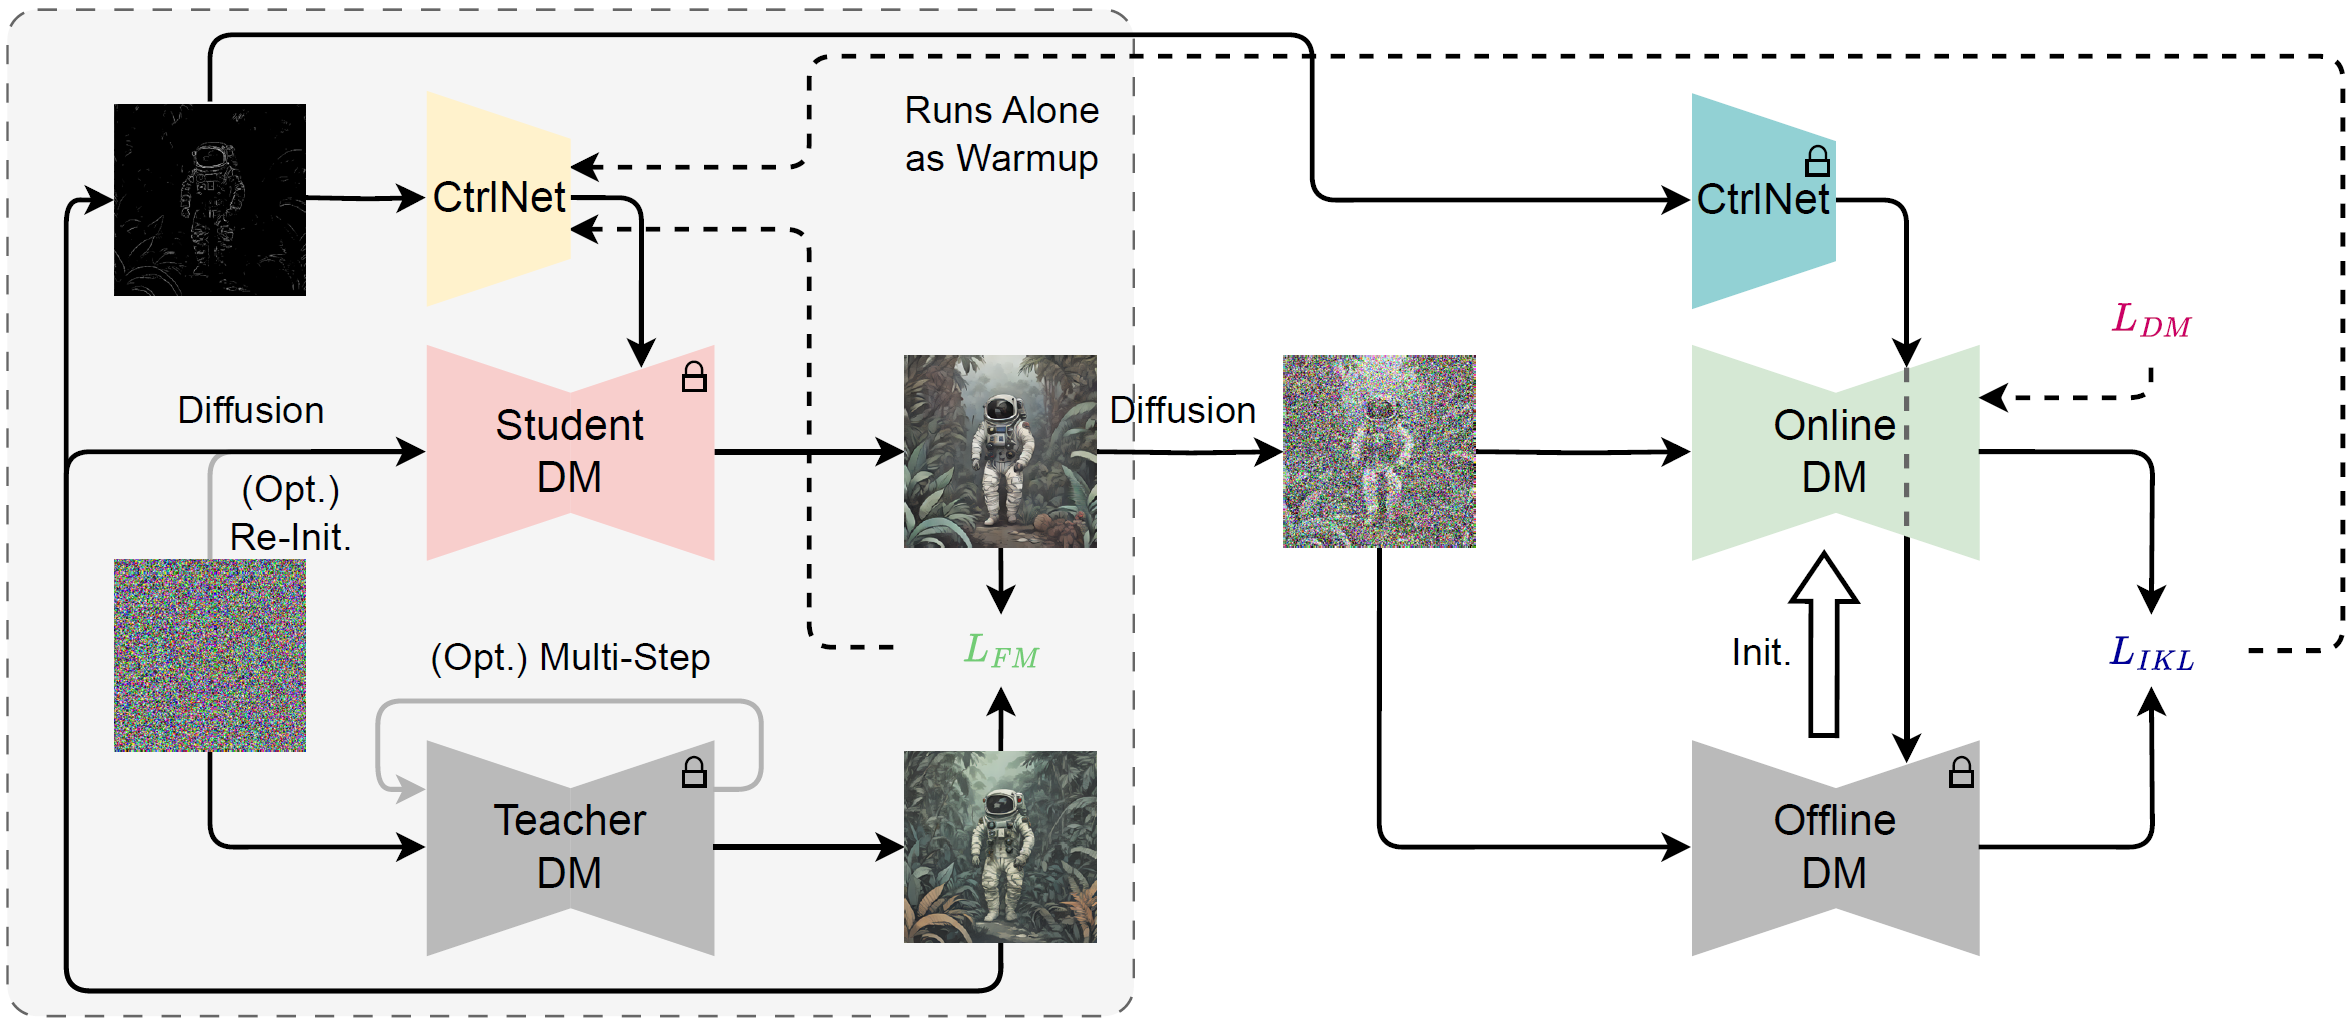 Runs Alone
as Warmup
CtrlNet
CtrlNet
L_{DM}
Diffusion
Student
DM
Diffusion
Online
DM
(Opt.)
Re-Init.
(Opt.) Multi-Step
L_{FM}
Init.
L_{IKL}
Teacher
DM
Offline
DM